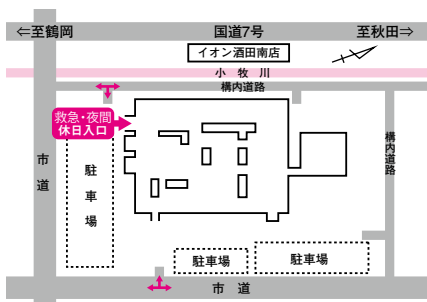 ⇐至鶴岡
国道7号
至秋田⇒
イオン酒田南店
小牧川
構内道路
救急・夜間
休日入口
市道
駐車場
構内道路
駐車場
駐車場
市道